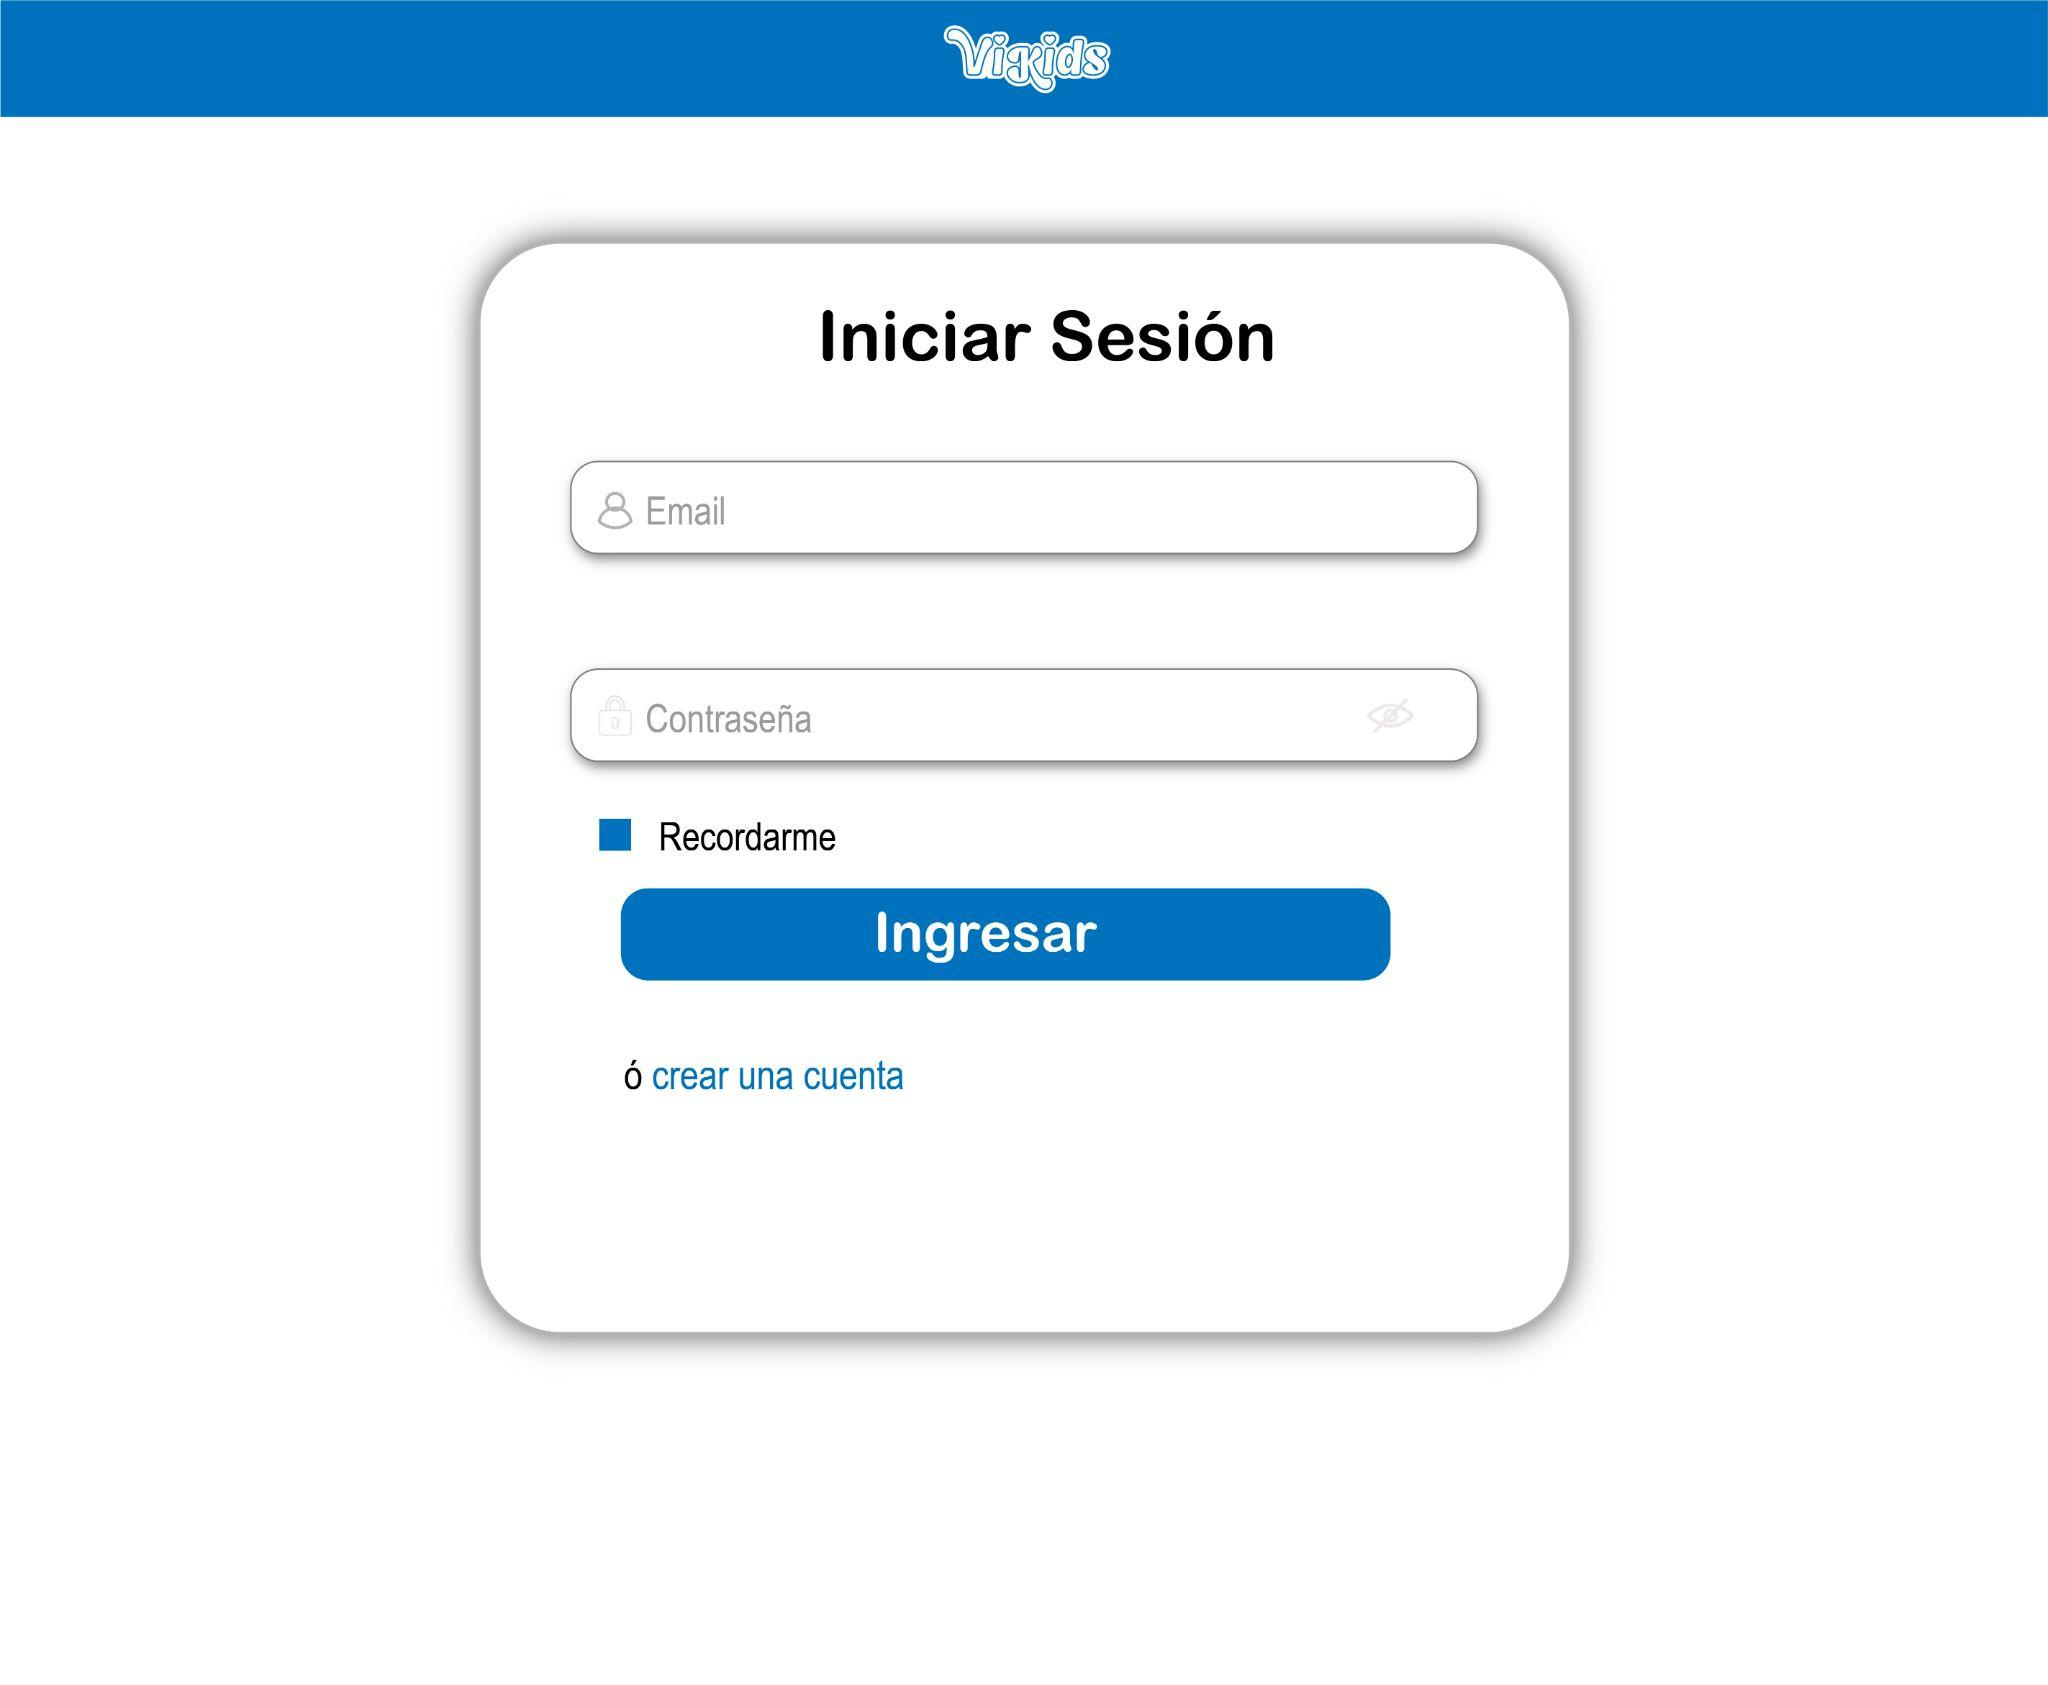 Vikids
Iniciar Sesión
Email
Contraseña
Recordarme
Ingresar
ó crear una cuenta